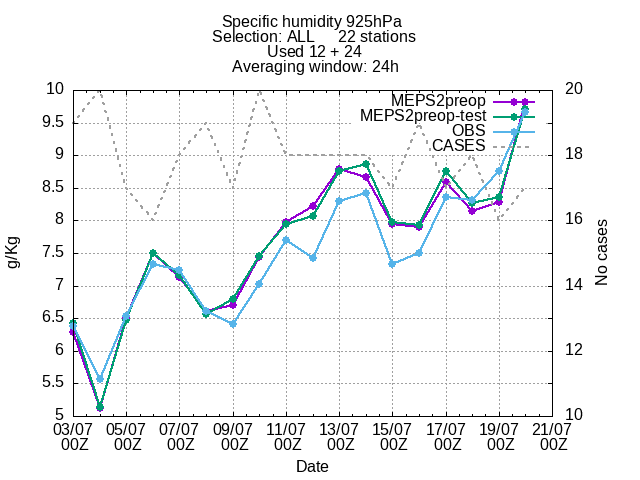 Specific humidity 925hPa
Selection: ALL 22 stations
Used 12 + 24
Averaging window: 24h
10
9.5
9
8.5
8
7.5
7
6.5
6
5.5
5
g/Kg
MEPS2preop
MEPS2preop-test
OBS
CASES
20
18
16
14
12
10
No cases
03/07 05/07 07/07 09/07 11/07 13/07 15/07 17/07 19/07 21/07
00Z 00Z 00Z 00Z 00Z 00Z 00Z 00Z 00Z 00Z
Date